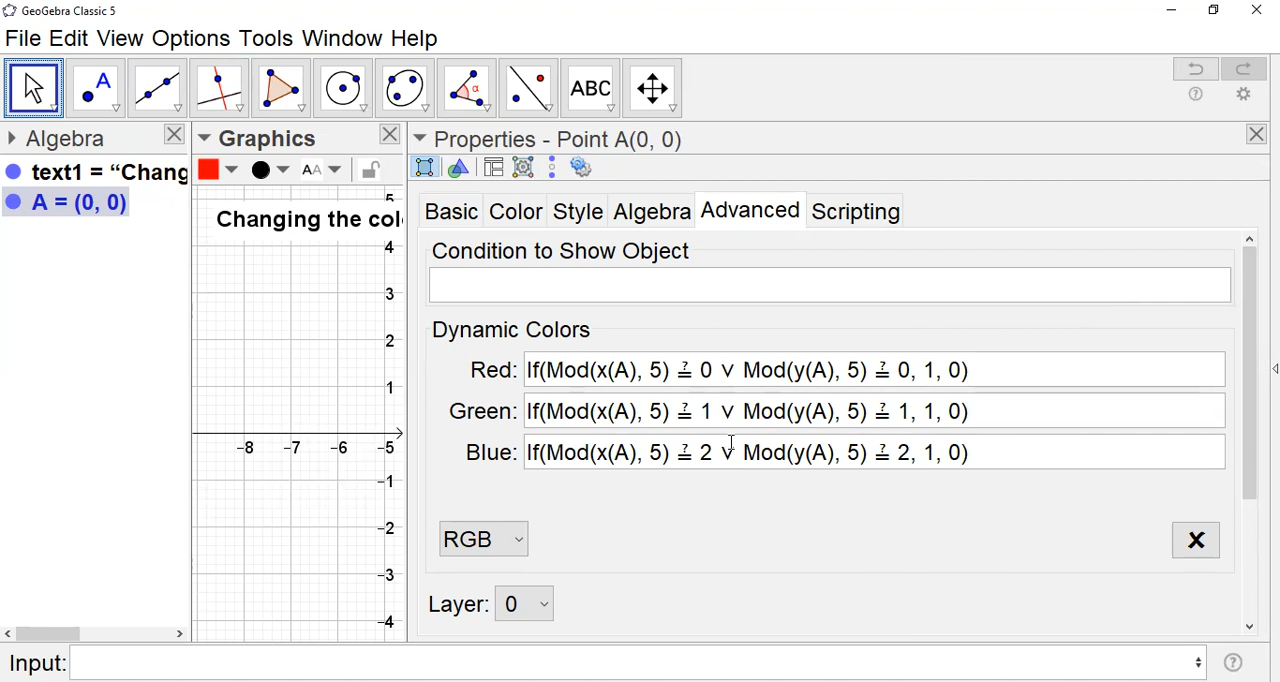 GeoGebra Classic 5
File Edit View Options Tools Window Help
A
α
ABC
Algebra
Graphics
Properties - Point A(0, 0)
text1 = “Chang
A = (0, 0)
AA
Changing the col
5
4
3
2
1
-8 -7 -6 -5
-1
-2
-3
-4
Basic Color Style Algebra Advanced Scripting
Condition to Show Object
Dynamic Colors
Red: If(Mod(x(A), 5) ≟ 0 ∨ Mod(y(A), 5) ≟ 0, 1, 0)
Green: If(Mod(x(A), 5) ≟ 1 ∨ Mod(y(A), 5) ≟ 1, 1, 0)
Blue: If(Mod(x(A), 5) ≟ 2 ∨ Mod(y(A), 5) ≟ 2, 1, 0)
RGB
X
Layer: 0
Input: